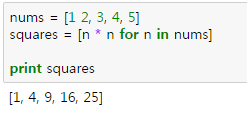 nums = [1 2, 3, 4, 5]
squares = [n * n for n in nums]
print squares
[1, 4, 9, 16, 25]